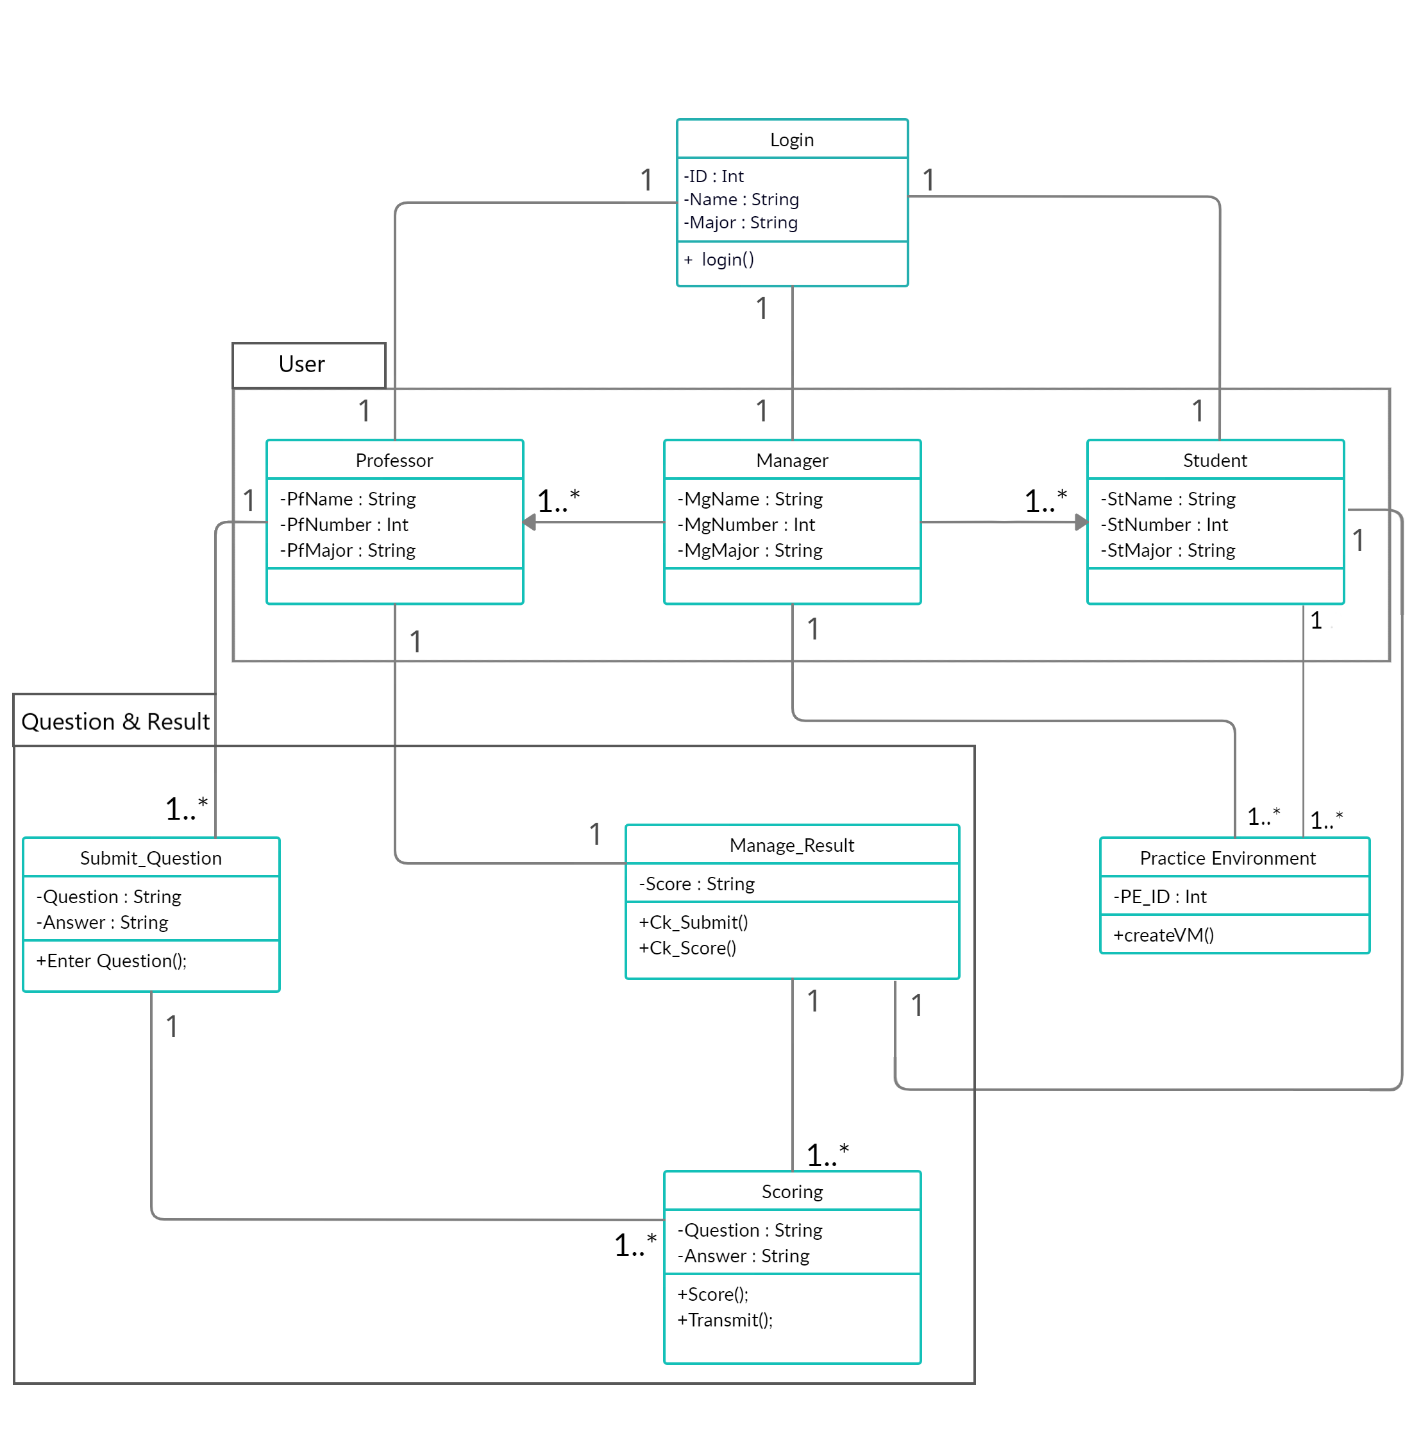 Login
-ID : Int
-Name : String
-Major : String
+ login()
1
1
1
User
1
1
1
Professor
-PfName : String
-PfNumber : Int
-PfMajor : String
1
1..*
Manager
-MgName : String
-MgNumber : Int
-MgMajor : String
1..*
Student
-StName : String
-StNumber : Int
-StMajor : String
1
1
1
1
Question & Result
1..*
1
1..*
1..*
Submit_Question
-Question : String
-Answer : String
+Enter Question();
Manage_Result
-Score : String
+Ck_Submit()
+Ck_Score()
Practice Environment
-PE_ID : Int
+createVM()
1
1
1
1..*
1..*
Scoring
-Question : String
-Answer : String
+Score();
+Transmit();